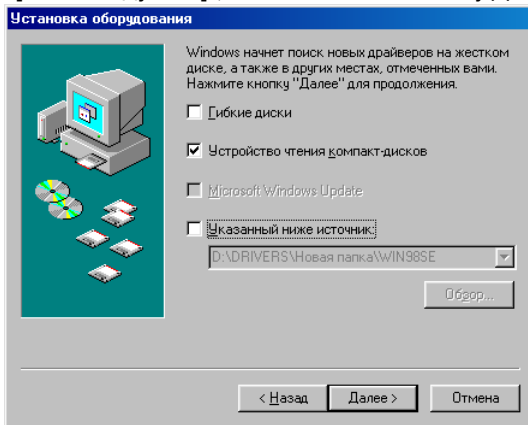 Установка оборудования
Windows начнет поиск новых драйверов на жестком
диске, а также в других местах, отмеченных вами.
Нажмите кнопку "Далее" для продолжения.
Гибкие диски
Устройство чтения компакт-дисков
Microsoft Windows Update
Указанный ниже источник:
D:\DRIVERS\Новая папка\WIN98SE
Обзор...
< Назад
Далее >
Отмена